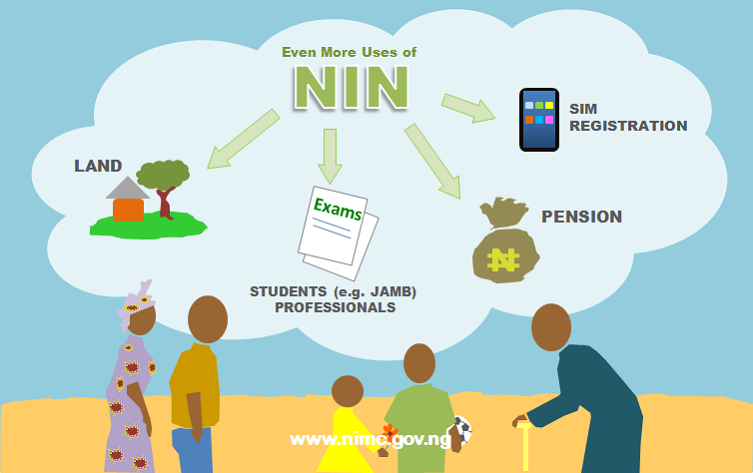 Even More Uses of
NIN
SIM
REGISTRATION
LAND
Exams
PENSION
₦
STUDENTS (e.g. JAMB)
PROFESSIONALS
www.nimc.gov.ng